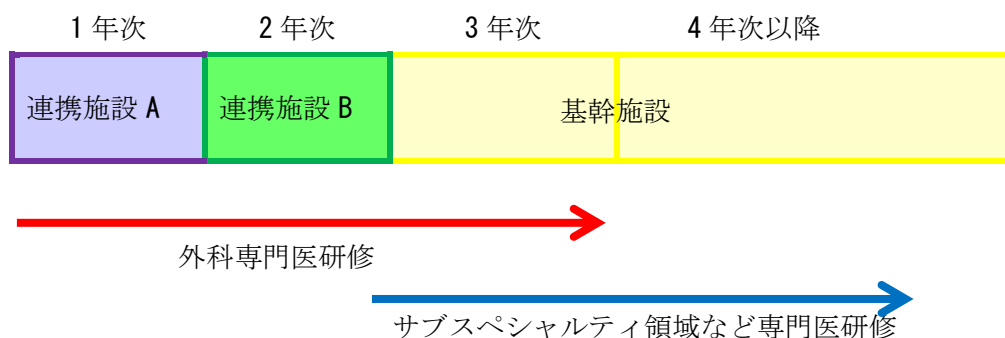 1年次 2年次 3年次 4年次以降
連携施設A 連携施設B 基幹施設
外科専門医研修
サブスペシャルティ領域など専門医研修